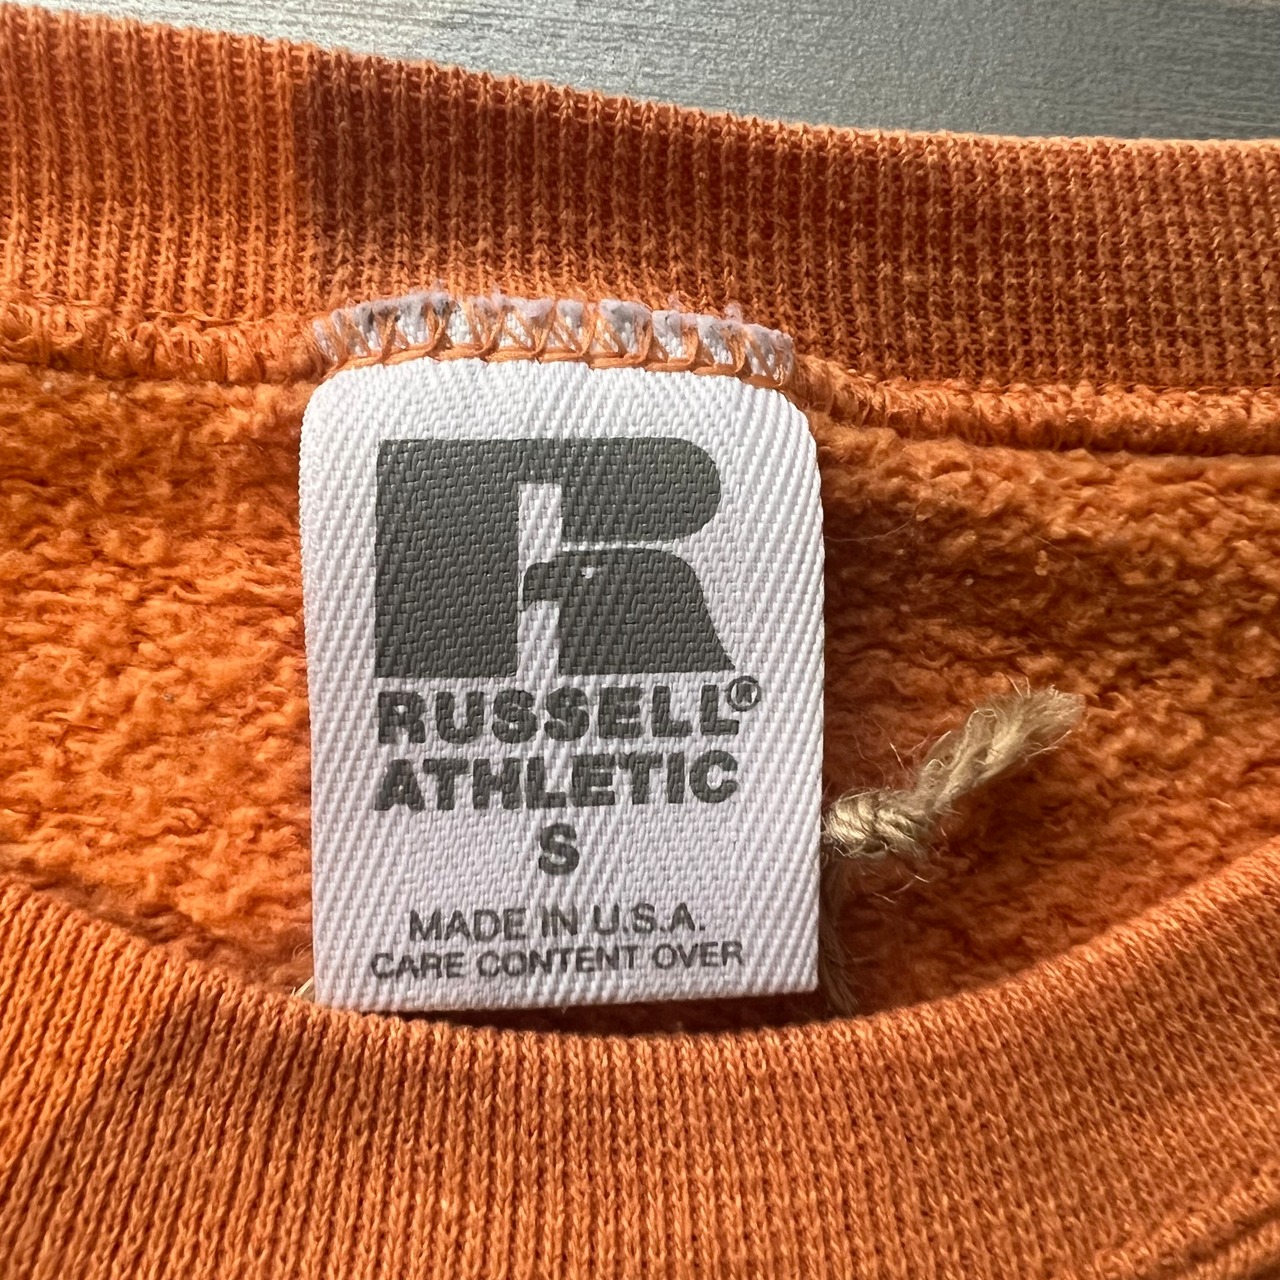 R
RUSSELL®
ATHLETIC
S
MADE IN U.S.A.
CARE CONTENT OVER